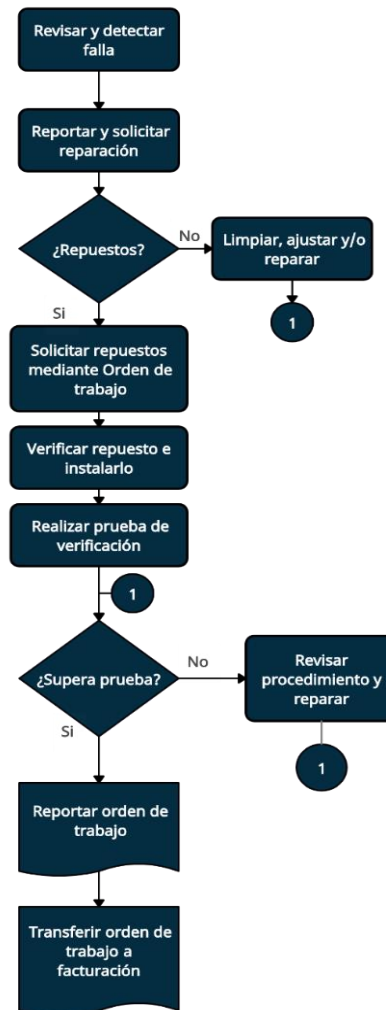 Revisar y detectar
falla
Reportar y solicitar
reparación
¿Repuestos?
No
Limpiar, ajustar y/o
reparar
1
Si
Solicitar repuestos
mediante Orden de
trabajo
Verificar repuesto e
instalarlo
Realizar prueba de
verificación
1
¿Supera prueba?
No
Revisar
procedimiento y
reparar
1
Si
Reportar orden de
trabajo
Transferir orden de
trabajo a
facturación